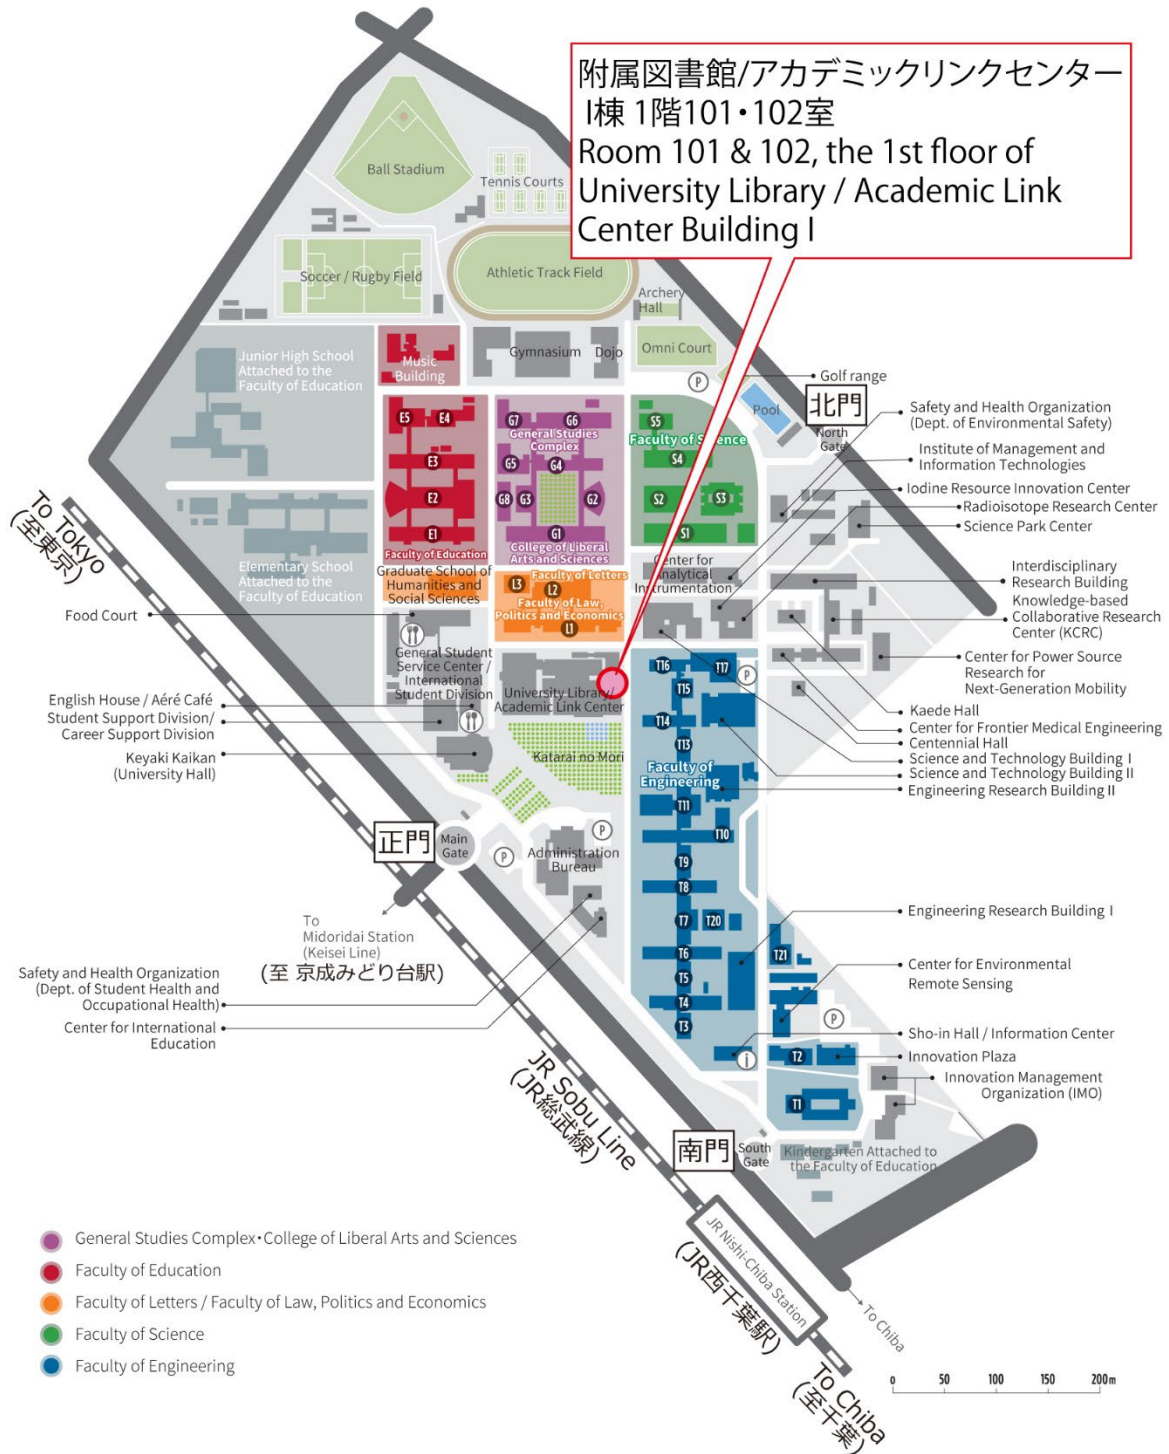 附属図書館/アカデミックリンクセンター
I棟 1階101・102室
Room 101 & 102, the 1st floor of
University Library / Academic Link
Center Building I
Ball Stadium
Tennis Courts
Soccer / Rugby Field
Athletic Track Field
Archery
Hall
Junior High School
Attached to the
Faculty of Education
Music
Building
Gymnasium
Dojo
Omni Court
P
Golf range
Pool
北門
North
Gate
Safety and Health Organization
(Dept. of Environmental Safety)
Institute of Management and
Information Technologies
Iodine Resource Innovation Center
Radioisotope Research Center
Science Park Center
Interdisciplinary
Research Building
Knowledge-based
Collaborative Research
Center (KCRC)
Center for Power Source
Research for
Next-Generation Mobility
Kaede Hall
Center for Frontier Medical Engineering
Centennial Hall
Science and Technology Building I
Science and Technology Building II
Engineering Research Building II
E5
E4
E3
E2
E1
Faculty of Education
G7
G6
General Studies
Complex
G5
G4
G8
G3
G2
G1
College of Liberal
Arts and Sciences
S5
Faculty of Science
S4
S2
S3
S1
To Tokyo
(至東京)
Elementary School
Attached to the
Faculty of Education
Graduate School of
Humanities and
Social Sciences
L3
Faculty of Letters
L2
Faculty of Law,
Politics and Economics
L1
Center for
Analytical
Instrumentation
Food Court
General Student
Service Center /
International
Student Division
University Library/
Academic Link Center
English House / Aéré Café
Student Support Division/
Career Support Division
Keyaki Kaikan
(University Hall)
Katarai no Mori
T16
T17
P
T15
T14
T13
Faculty of
Engineering
T11
T10
T9
T8
T7
T20
T6
T5
T4
T3
正門
Main
Gate
P
P
Administration
Bureau
To
Midoridai Station
(Keisei Line)
(至 京成みどり台駅)
Safety and Health Organization
(Dept. of Student Health and
Occupational Health)
Center for International
Education
Engineering Research Building I
T21
Center for Environmental
Remote Sensing
P
Sho-in Hall / Information Center
i
T2
Innovation Plaza
Innovation Management
Organization (IMO)
T1
JR Sobu Line
(JR総武線)
南門
South
Gate
Kindergarten Attached to
the Faculty of Education
JR Nishi-Chiba Station
(JR西千葉駅)
To Chiba
To Chiba
(至千葉)
General Studies Complex・College of Liberal Arts and Sciences
Faculty of Education
Faculty of Letters / Faculty of Law, Politics and Economics
Faculty of Science
Faculty of Engineering
0 50 100 150 200m